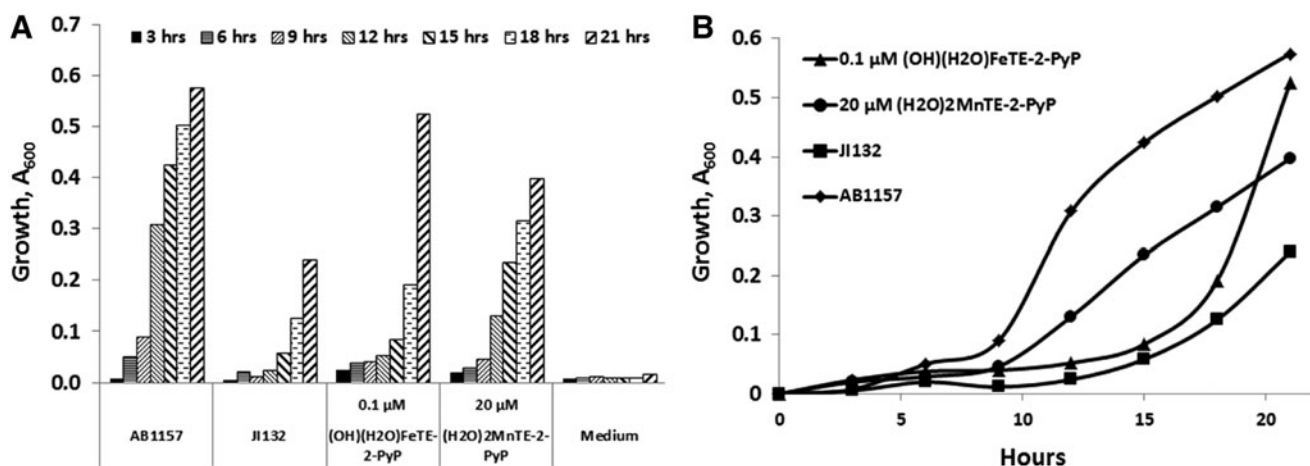 A
0.7
0.6
0.5
0.4
0.3
0.2
0.1
0.0
Growth, A600
3 hrs 6 hrs 9 hrs 12 hrs 15 hrs 18 hrs 21 hrs
0.1 µM 20 µM
AB1157 JI132 (OH)(H2O)FeTE- (H2O)2MnTE-2- Medium
2-PyP PyP
B
0.6
0.5
0.4
0.3
0.2
0.1
0
Growth, A600
0.1 µM (OH)(H2O)FeTE-2-PyP
20 µM (H2O)2MnTE-2-PyP
JI132
AB1157
0 5 10 15 20
Hours